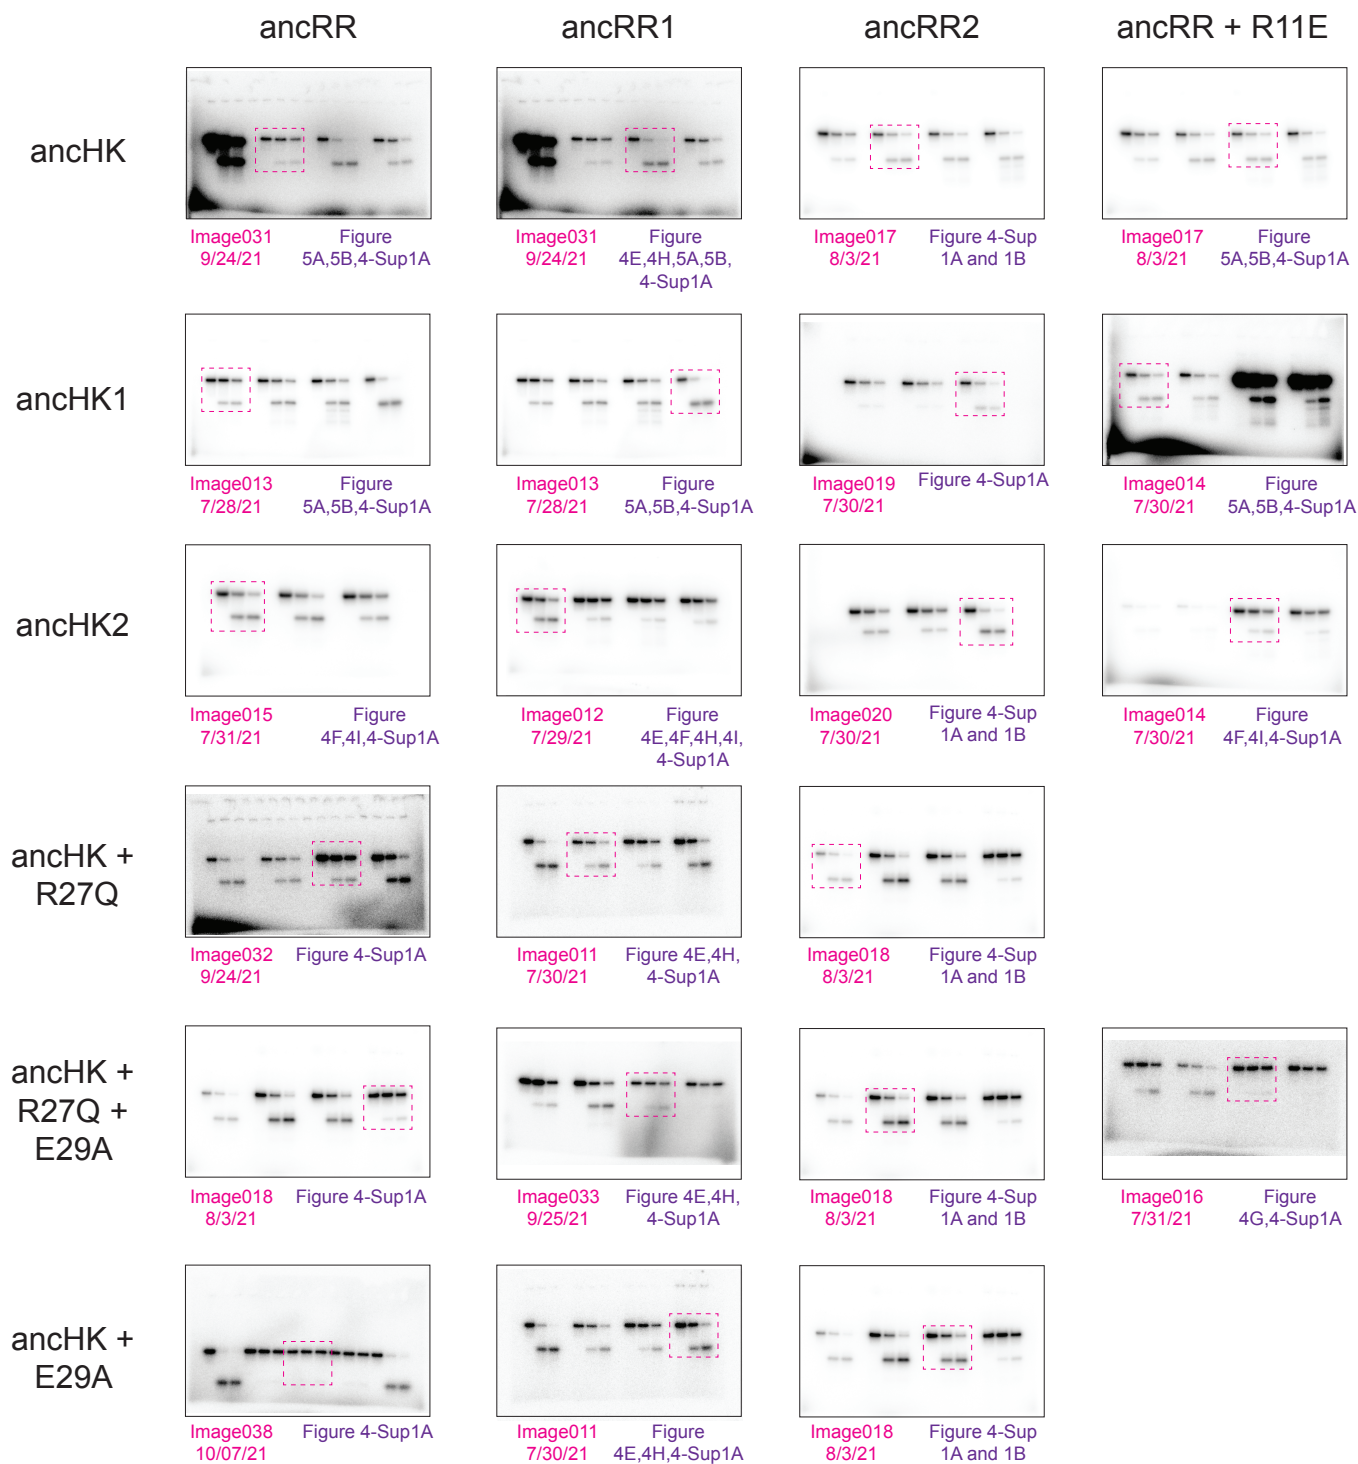 ancRR
ancRR1
ancRR2
ancRR + R11E
ancHK
Image031
9/24/21
Figure
5A,5B,4-Sup1A
Image031
9/24/21
Figure
4E,4H,5A,5B,
4-Sup1A
Image017
8/3/21
Figure 4-Sup
1A and 1B
Image017
8/3/21
Figure
5A,5B,4-Sup1A
ancHK1
Image013
7/28/21
Figure
5A,5B,4-Sup1A
Image013
7/28/21
Figure
5A,5B,4-Sup1A
Image019
7/30/21
Figure 4-Sup1A
Image014
7/30/21
Figure
5A,5B,4-Sup1A
ancHK2
Image015
7/31/21
Figure
4F,4I,4-Sup1A
Image012
7/29/21
Figure
4E,4F,4H,4I,
4-Sup1A
Image020
7/30/21
Figure 4-Sup
1A and 1B
Image014
7/30/21
Figure
4F,4I,4-Sup1A
ancHK +
R27Q
Image032
9/24/21
Figure 4-Sup1A
Image011
7/30/21
Figure 4E,4H,
4-Sup1A
Image018
8/3/21
Figure 4-Sup
1A and 1B
ancHK +
R27Q +
E29A
Image018
8/3/21
Figure 4-Sup1A
Image033
9/25/21
Figure 4E,4H,
4-Sup1A
Image018
8/3/21
Figure 4-Sup
1A and 1B
Image016
7/31/21
Figure
4G,4-Sup1A
ancHK +
E29A
Image038
10/07/21
Figure 4-Sup1A
Image011
7/30/21
Figure
4E,4H,4-Sup1A
Image018
8/3/21
Figure 4-Sup
1A and 1B